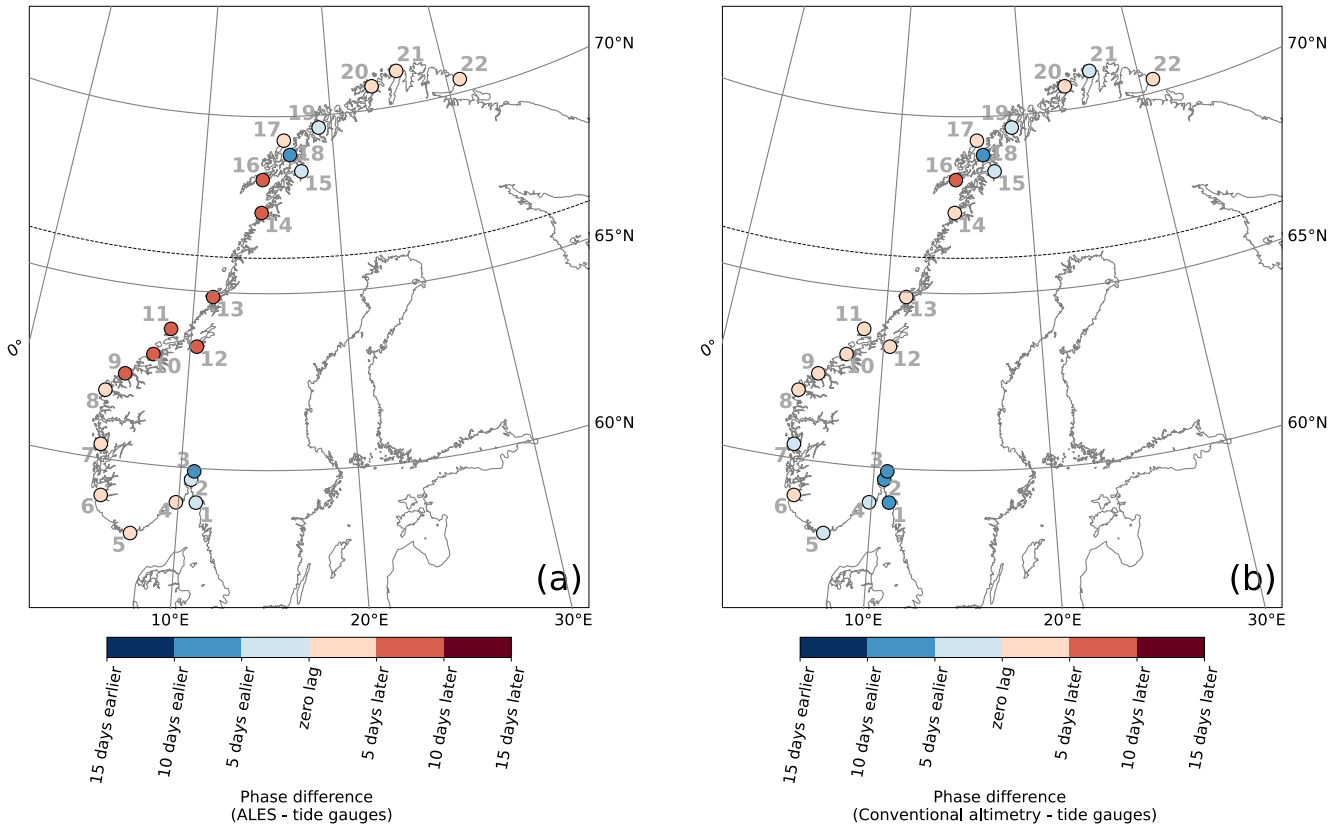 70°N
65°N
60°N
0°
10°E
20°E
30°E
1
2
3
4
5
6
7
8
9
10
11
12
13
14
15
16
17
18
19
20
21
22
(a)
15 days earlier
10 days ealier
5 days ealier
zero lag
5 days later
10 days later
15 days later
Phase difference
(ALES - tide gauges)
70°N
65°N
60°N
0°
10°E
20°E
30°E
1
2
3
4
5
6
7
8
9
10
11
12
13
14
15
16
17
18
19
20
21
22
(b)
15 days earlier
10 days ealier
5 days ealier
zero lag
5 days later
10 days later
15 days later
Phase difference
(Conventional altimetry - tide gauges)